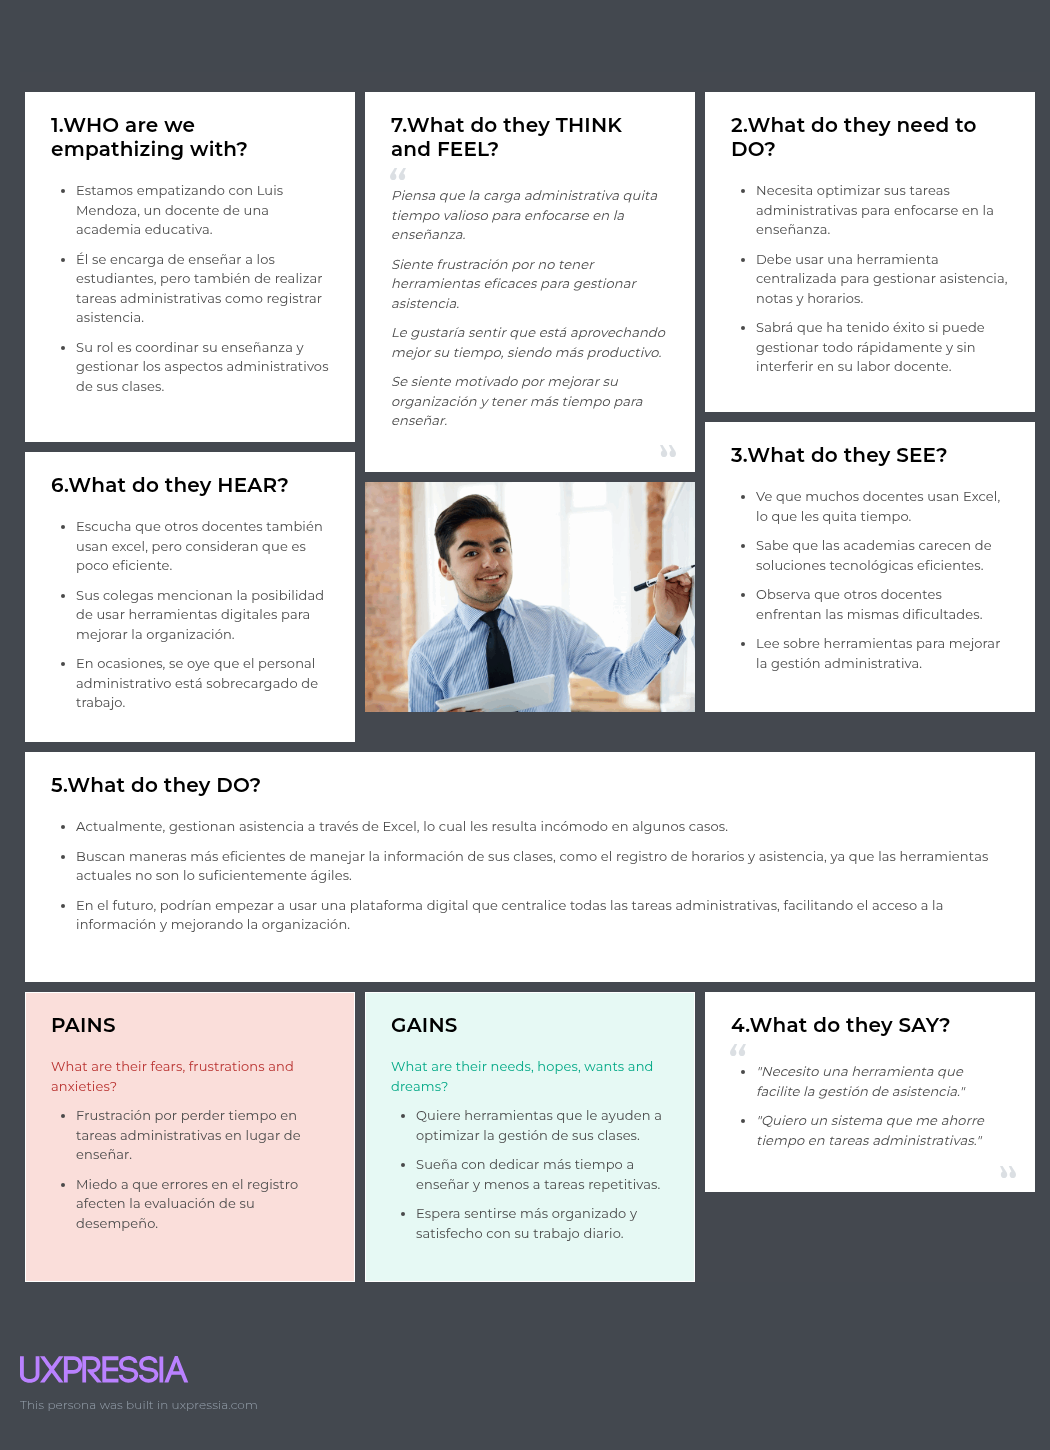 1.WHO are we
empathizing with?
Estamos empatizando con Luis
Mendoza, un docente de una
academia educativa.
Él se encarga de enseñar a los
estudiantes, pero también de realizar
tareas administrativas como registrar
asistencia.
Su rol es coordinar su enseñanza y
gestionar los aspectos administrativos
de sus clases.
7.What do they THINK
and FEEL?
“
Piensa que la carga administrativa quita
tiempo valioso para enfocarse en la
enseñanza.
Siente frustración por no tener
herramientas eficaces para gestionar
asistencia.
Le gustaría sentir que está aprovechando
mejor su tiempo, siendo más productivo.
Se siente motivado por mejorar su
organización y tener más tiempo para
enseñar.
”
2.What do they need to
DO?
Necesita optimizar sus tareas
administrativas para enfocarse en la
enseñanza.
Debe usar una herramienta
centralizada para gestionar asistencia,
notas y horarios.
Sabrá que ha tenido éxito si puede
gestionar todo rápidamente y sin
interferir en su labor docente.
6.What do they HEAR?
Escucha que otros docentes también
usan excel, pero consideran que es
poco eficiente.
Sus colegas mencionan la posibilidad
de usar herramientas digitales para
mejorar la organización.
En ocasiones, se oye que el personal
administrativo está sobrecargado de
trabajo.
3.What do they SEE?
Ve que muchos docentes usan Excel,
lo que les quita tiempo.
Sabe que las academias carecen de
soluciones tecnológicas eficientes.
Observa que otros docentes
enfrentan las mismas dificultades.
Lee sobre herramientas para mejorar
la gestión administrativa.
5.What do they DO?
Actualmente, gestionan asistencia a través de Excel, lo cual les resulta incómodo en algunos casos.
Buscan maneras más eficientes de manejar la información de sus clases, como el registro de horarios y asistencia, ya que las herramientas
actuales no son lo suficientemente ágiles.
En el futuro, podrían empezar a usar una plataforma digital que centralice todas las tareas administrativas, facilitando el acceso a la
información y mejorando la organización.
PAINS
What are their fears, frustrations and
anxieties?
Frustración por perder tiempo en
tareas administrativas en lugar de
enseñar.
Miedo a que errores en el registro
afecten la evaluación de su
desempeño.
GAINS
What are their needs, hopes, wants and
dreams?
Quiere herramientas que le ayuden a
optimizar la gestión de sus clases.
Sueña con dedicar más tiempo a
enseñar y menos a tareas repetitivas.
Espera sentirse más organizado y
satisfecho con su trabajo diario.
4.What do they SAY?
“
"Necesito una herramienta que
facilite la gestión de asistencia."
"Quiero un sistema que me ahorre
tiempo en tareas administrativas."
”
UXPRESSIA
This persona was built in uxpressia.com